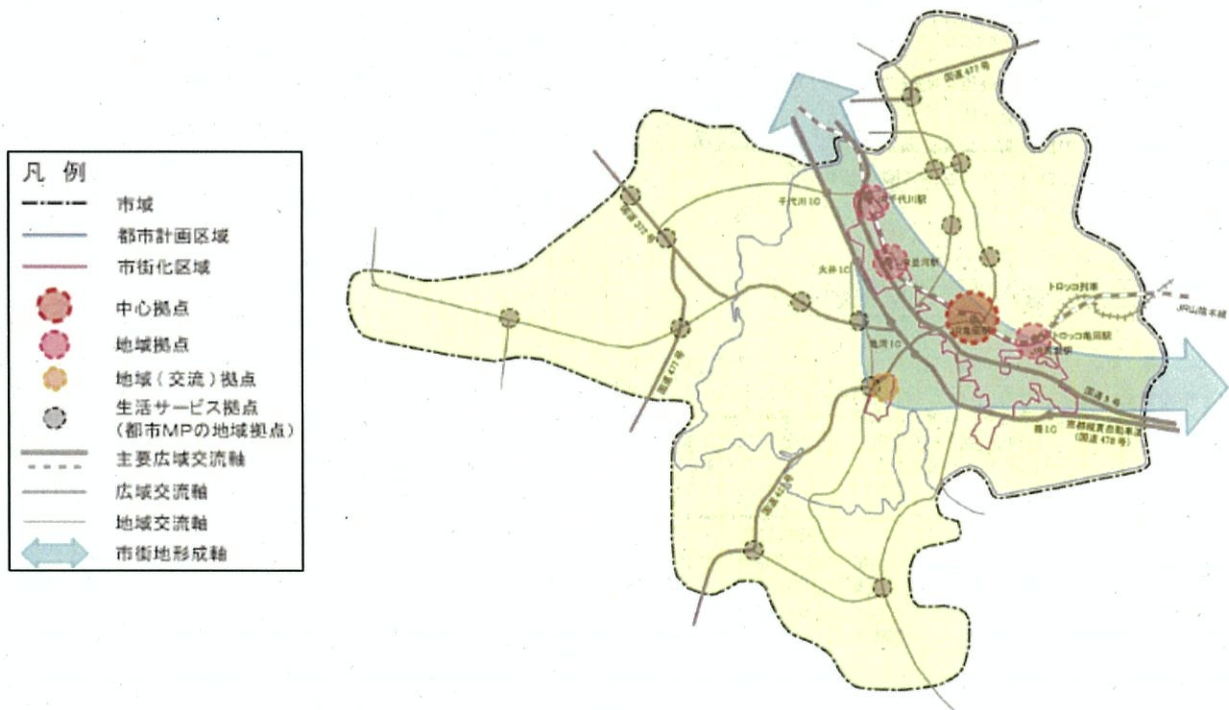 凡 例
市域
都市計画区域
市街化区域
中心拠点
地域拠点
地域(交流)拠点
生活サービス拠点
(都市MPの地域拠点)
主要広域交流軸
広域交流軸
地域交流軸
市街地形成軸
国道477号
千代川IC
千代川駅
国道372号
大井IC
トロッコ列車
JR山陰本線
トロッコ亀岡駅
亀岡IC
国道477号
国道9号
篠IC
京都縦貫自動車道
(国道478号)
国道423号